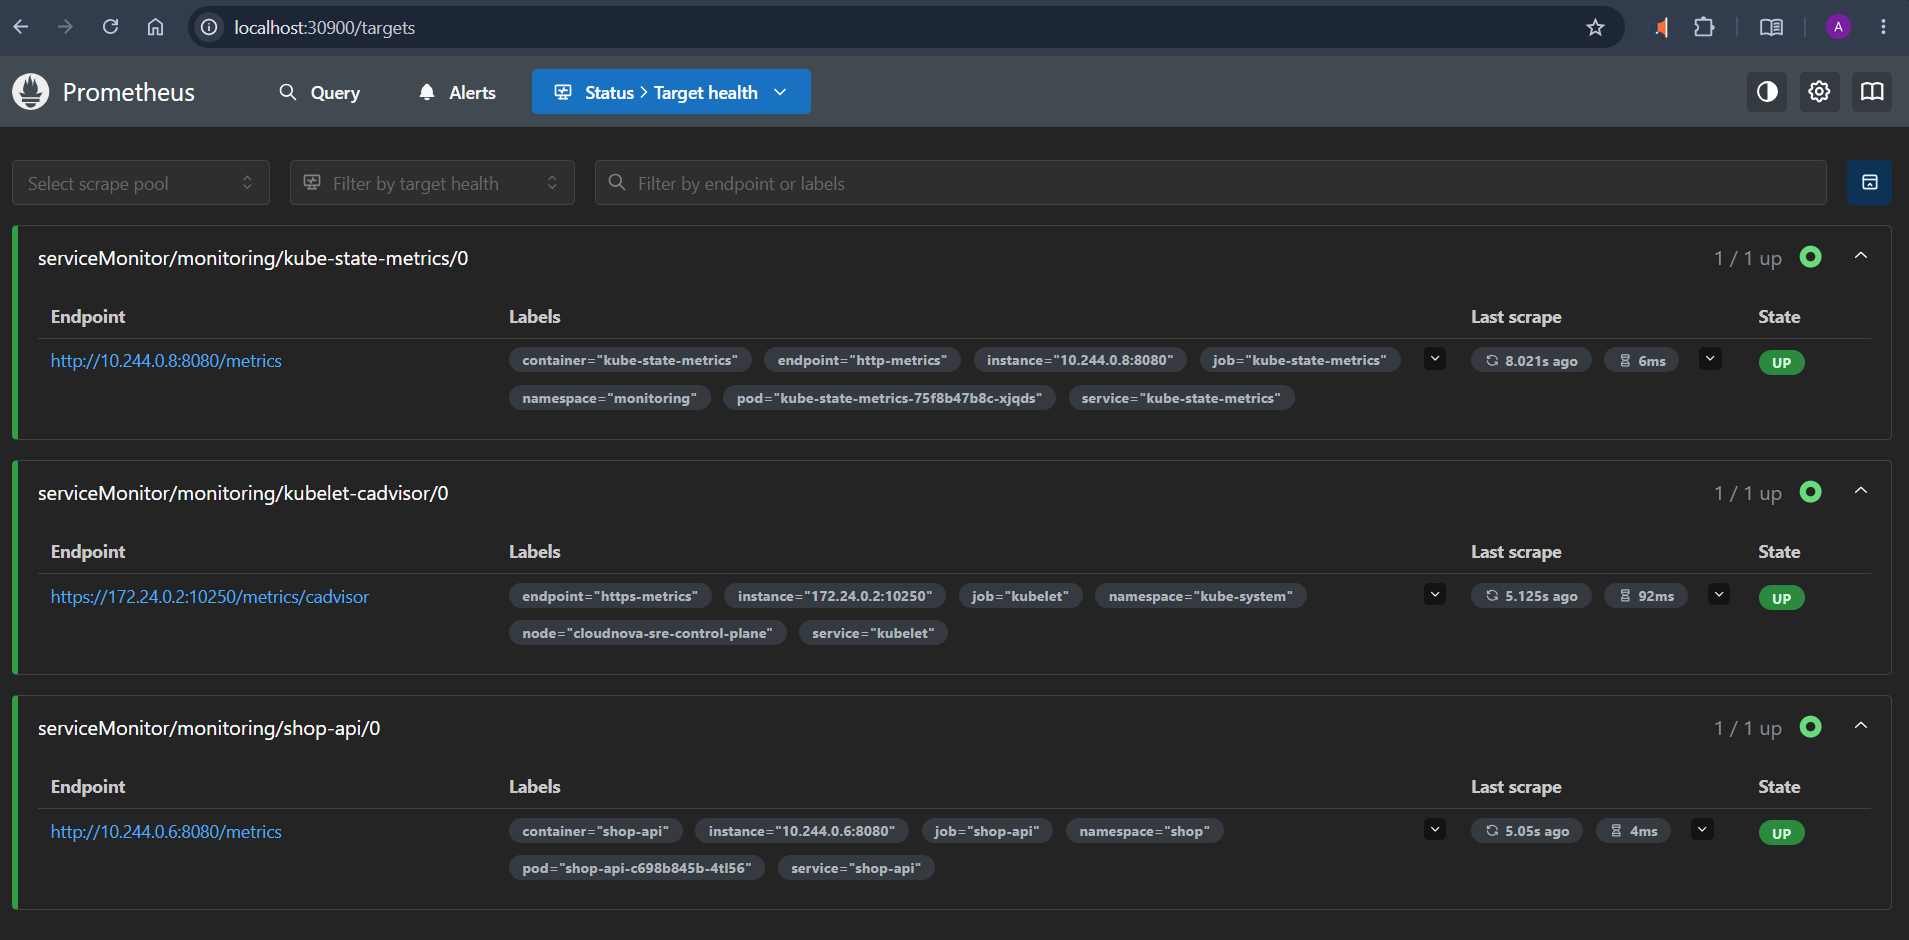 localhost:30900/targets
A
Prometheus
Query
Alerts
Status > Target health
Select scrape pool
Filter by target health
Filter by endpoint or labels
serviceMonitor/monitoring/kube-state-metrics/0
1 / 1 up
Endpoint Labels Last scrape State
http://10.244.0.8:8080/metrics container="kube-state-metrics" endpoint="http-metrics" instance="10.244.0.8:8080" job="kube-state-metrics" 8.021s ago 6ms UP
namespace="monitoring" pod="kube-state-metrics-75f8b47b8c-xjqds" service="kube-state-metrics"
serviceMonitor/monitoring/kubelet-cadvisor/0
1 / 1 up
Endpoint Labels Last scrape State
https://172.24.0.2:10250/metrics/cadvisor endpoint="https-metrics" instance="172.24.0.2:10250" job="kubelet" namespace="kube-system" 5.125s ago 92ms UP
node="cloudnova-sre-control-plane" service="kubelet"
serviceMonitor/monitoring/shop-api/0
1 / 1 up
Endpoint Labels Last scrape State
http://10.244.0.6:8080/metrics container="shop-api" instance="10.244.0.6:8080" job="shop-api" namespace="shop" 5.05s ago 4ms UP
pod="shop-api-c698b845b-4tl56" service="shop-api"